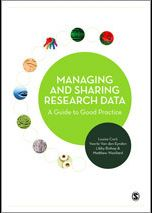 MANAGING
AND SHARING
RESEARCH DATA
A Guide to Good Practice
Louise Corti
Veerle Van den Eynden
Libby Bishop &
Matthew Woollard
SAGE